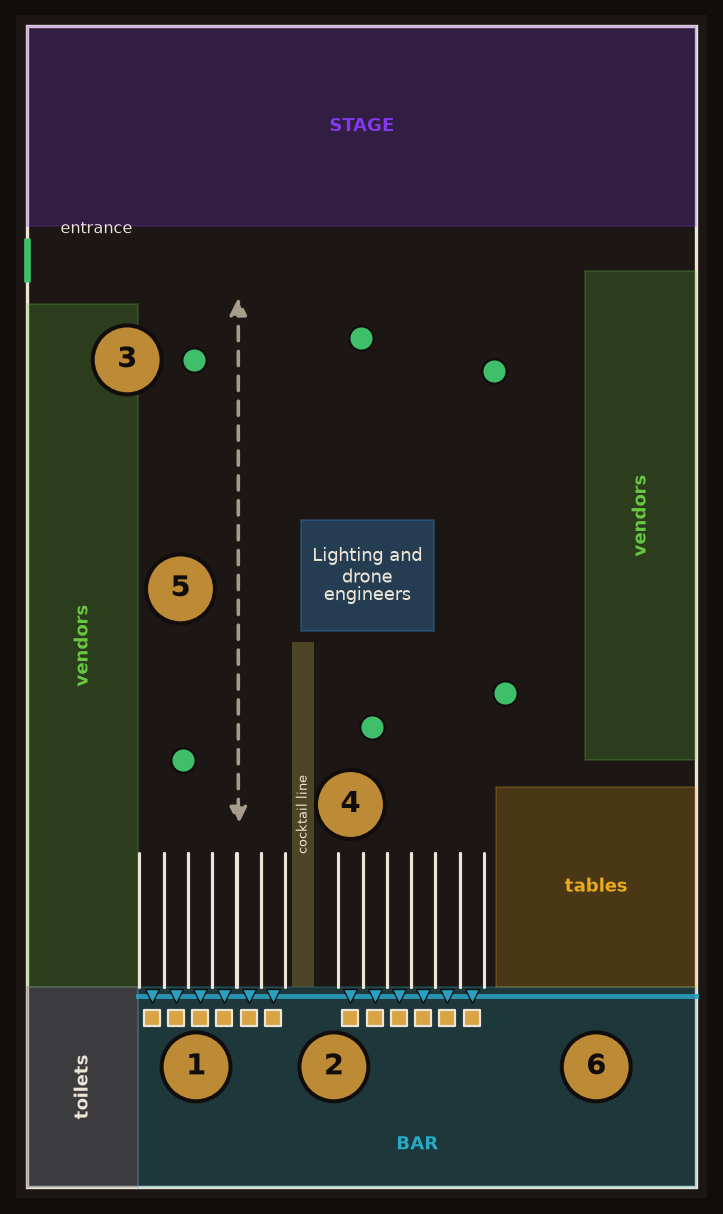 STAGE
entrance
3
vendors
Lighting and
drone
engineers
5
vendors
cocktail line
4
tables
toilets
1
2
6
BAR